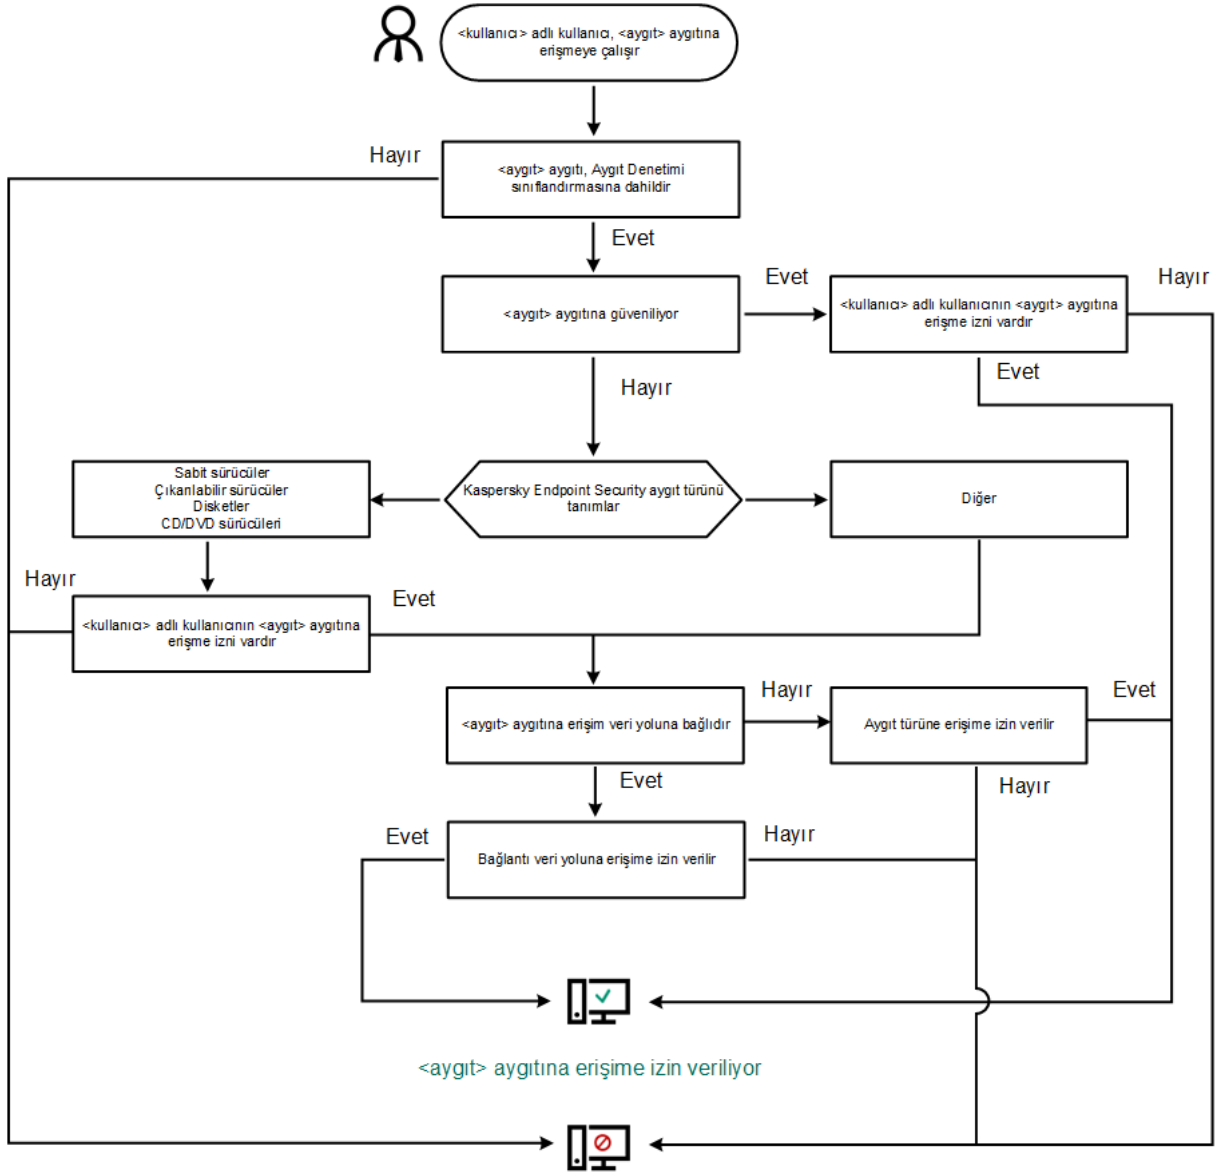 <kullanıcı> adlı kullanıcı, <aygıt> aygıtına
erişmeye çalışır
Hayır
<aygıt> aygıtı, Aygıt Denetimi
sınıflandırmasına dahildir
Evet
Evet
Hayır
<aygıt> aygıtına güveniliyor
<kullanıcı> adlı kullanıcının <aygıt> aygıtına
erişme izni vardır
Hayır
Evet
Sabit sürücüler
Çıkarılabilir sürücüler
Disketler
CD/DVD sürücüleri
Kaspersky Endpoint Security aygıt türünü
tanımlar
Diğer
Hayır
Evet
<kullanıcı> adlı kullanıcının <aygıt> aygıtına
erişme izni vardır
Hayır
Evet
<aygıt> aygıtına erişim veri yoluna bağlıdır
Aygıt türüne erişime izin verilir
Evet
Hayır
Evet
Hayır
Bağlantı veri yoluna erişime izin verilir
<aygıt> aygıtına erişime izin veriliyor